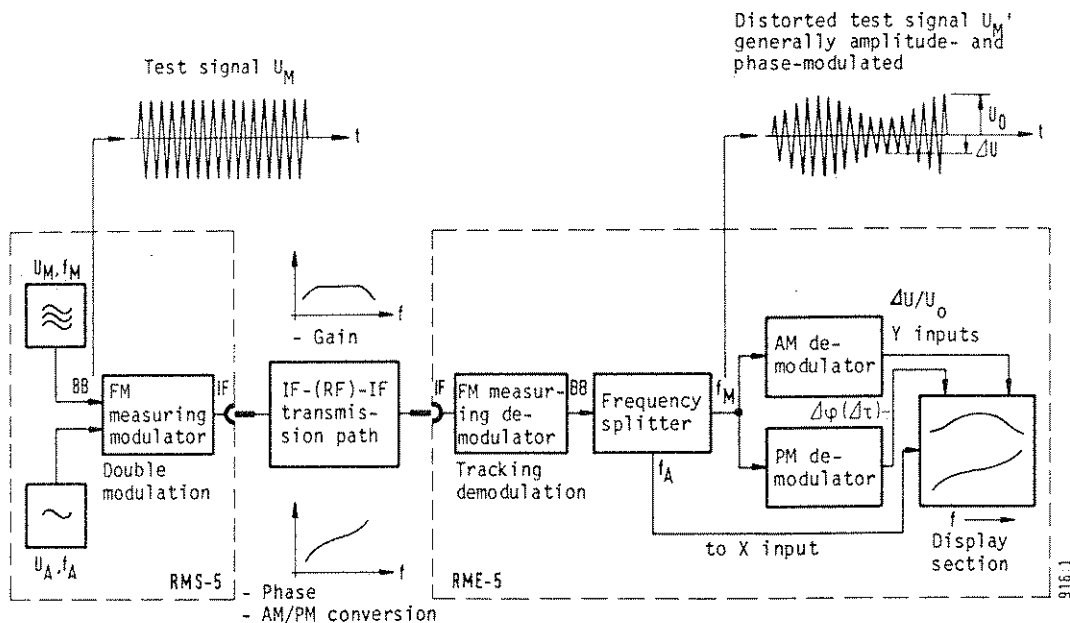 Distorted test signal U_M'
generally amplitude- and
phase-modulated
Test signal U_M
t
U_0
t
ΔU
U_M, f_M
BB
FM
measuring
modulator
IF
Double
modulation
U_A, f_A
RMS-5
f
- Gain
IF-(RF)-IF
transmis-
sion path
f
- Phase
- AM/PM conversion
IF
FM measur-
ing de-
modulator
BB
Tracking
demodulation
Frequency
splitter
f_M
f_A
AM de-
modulator
ΔU/U_o
Y inputs
Δφ(Δτ)
PM de-
modulator
to X input
f
Display
section
RME-5
916.1